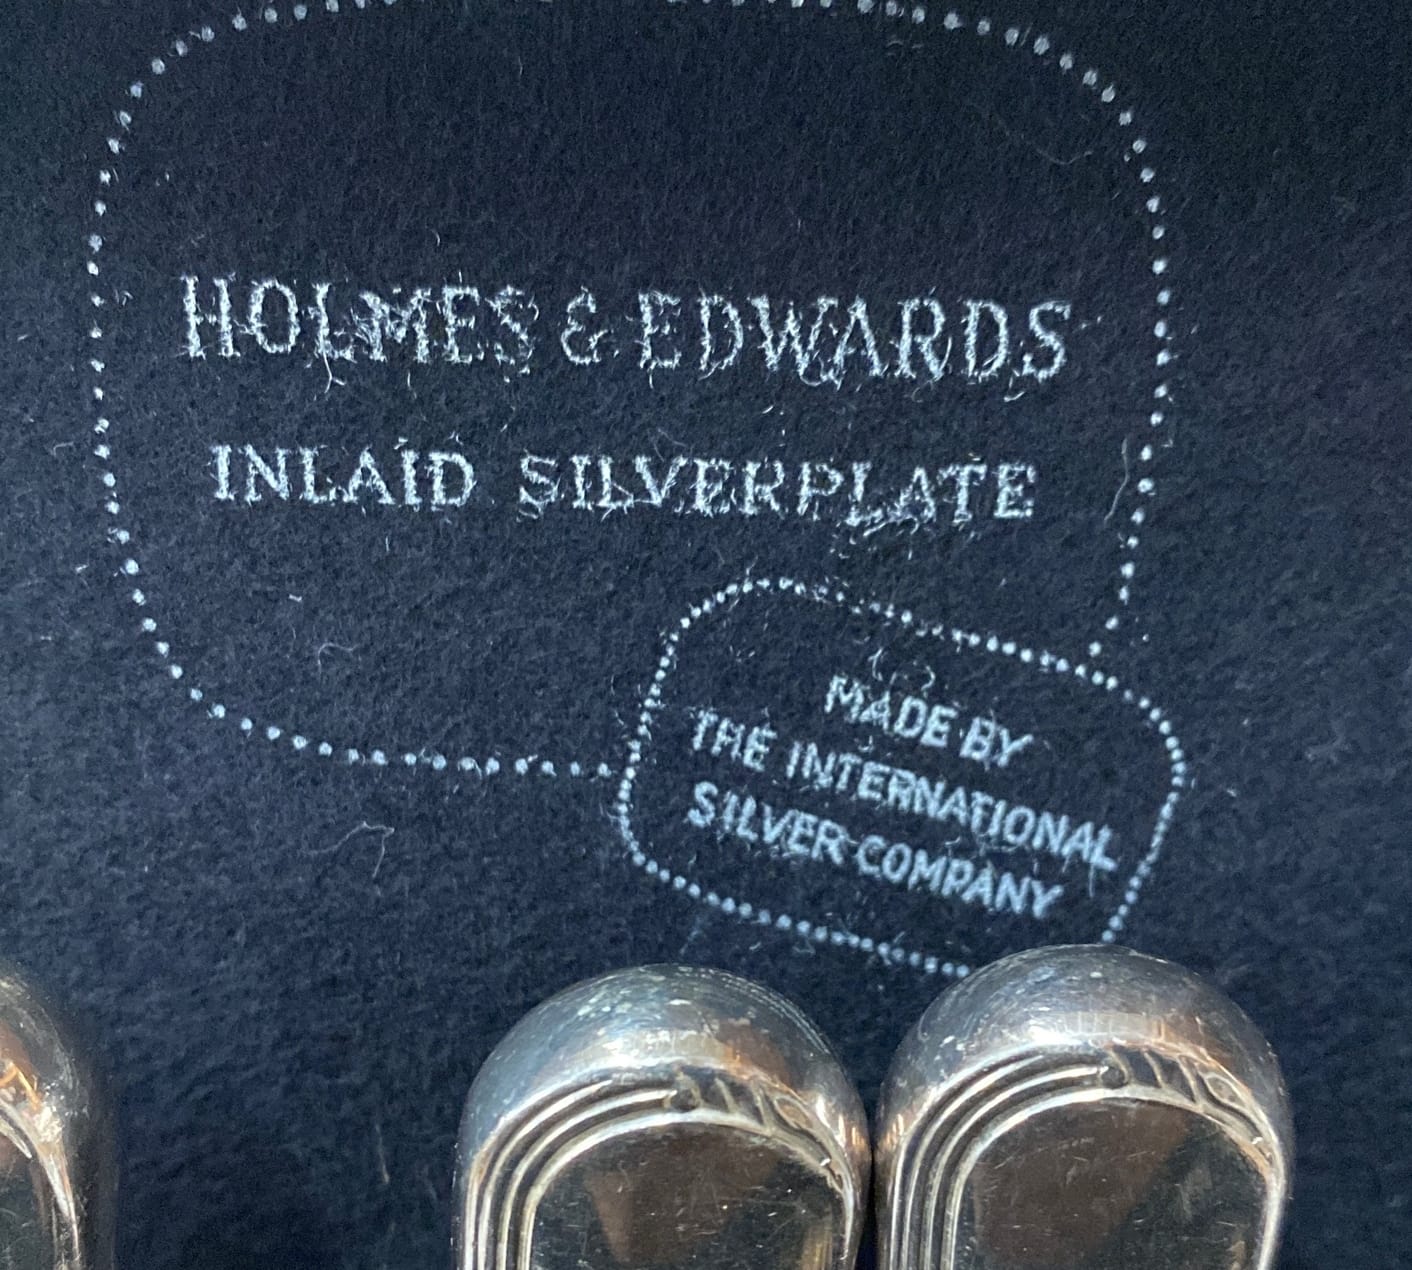 HOLMES & EDWARDS
INLAID SILVERPLATE
MADE BY
THE INTERNATIONAL
SILVER COMPANY